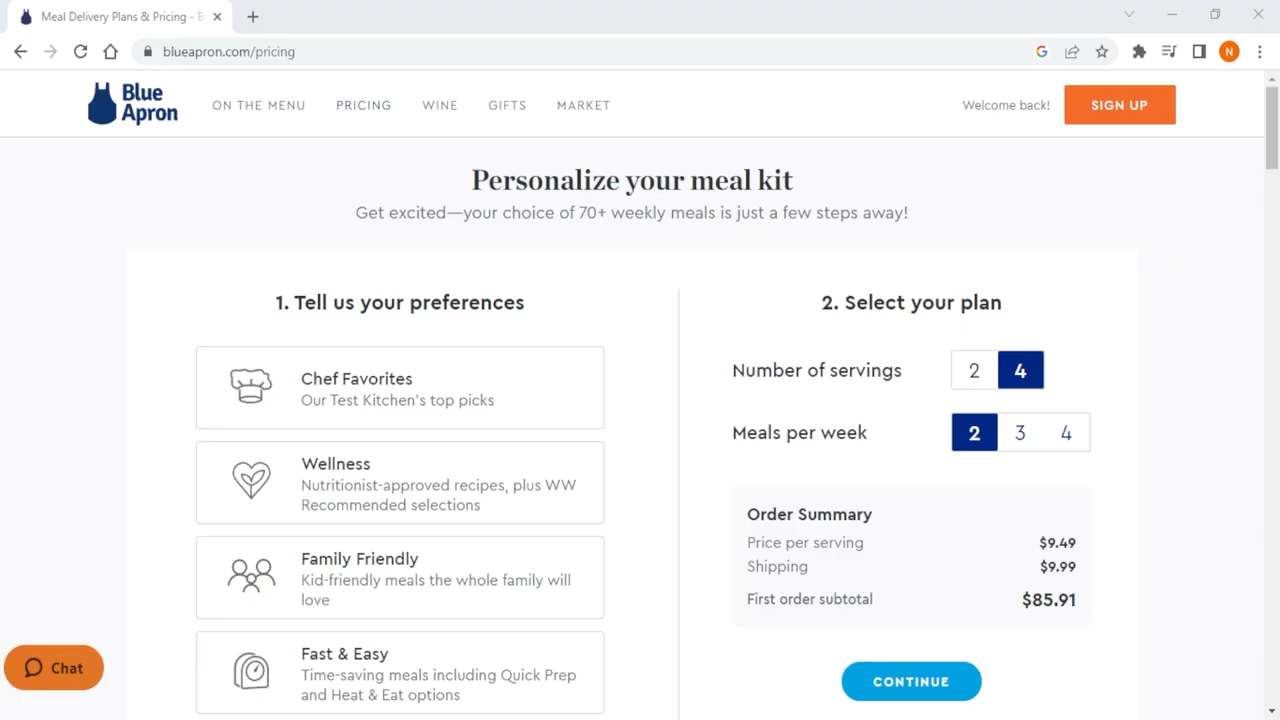 Meal Delivery Plans & Pricing - B
blueapron.com/pricing
N
Blue Apron
ON THE MENU
PRICING
WINE
GIFTS
MARKET
Welcome back!
SIGN UP
Personalize your meal kit
Get excited—your choice of 70+ weekly meals is just a few steps away!
1. Tell us your preferences
Chef Favorites
Our Test Kitchen's top picks
Wellness
Nutritionist-approved recipes, plus WW
Recommended selections
Family Friendly
Kid-friendly meals the whole family will
love
Fast & Easy
Time-saving meals including Quick Prep
and Heat & Eat options
2. Select your plan
Number of servings 2 4
Meals per week 2 3 4
Order Summary
Price per serving $9.49
Shipping $9.99
First order subtotal $85.91
CONTINUE
Chat